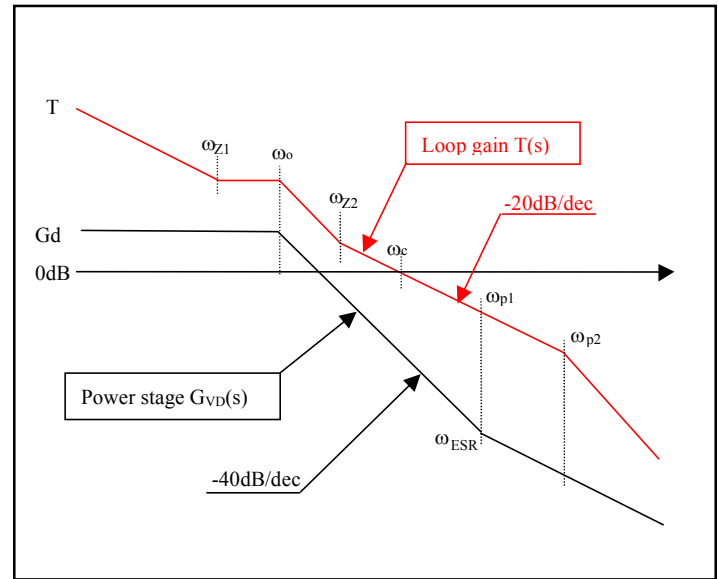 T
ωZ1
ωo
Loop gain T(s)
ωZ2
-20dB/dec
Gd
ωc
0dB
ωp1
ωp2
Power stage GVD(s)
ωESR
-40dB/dec